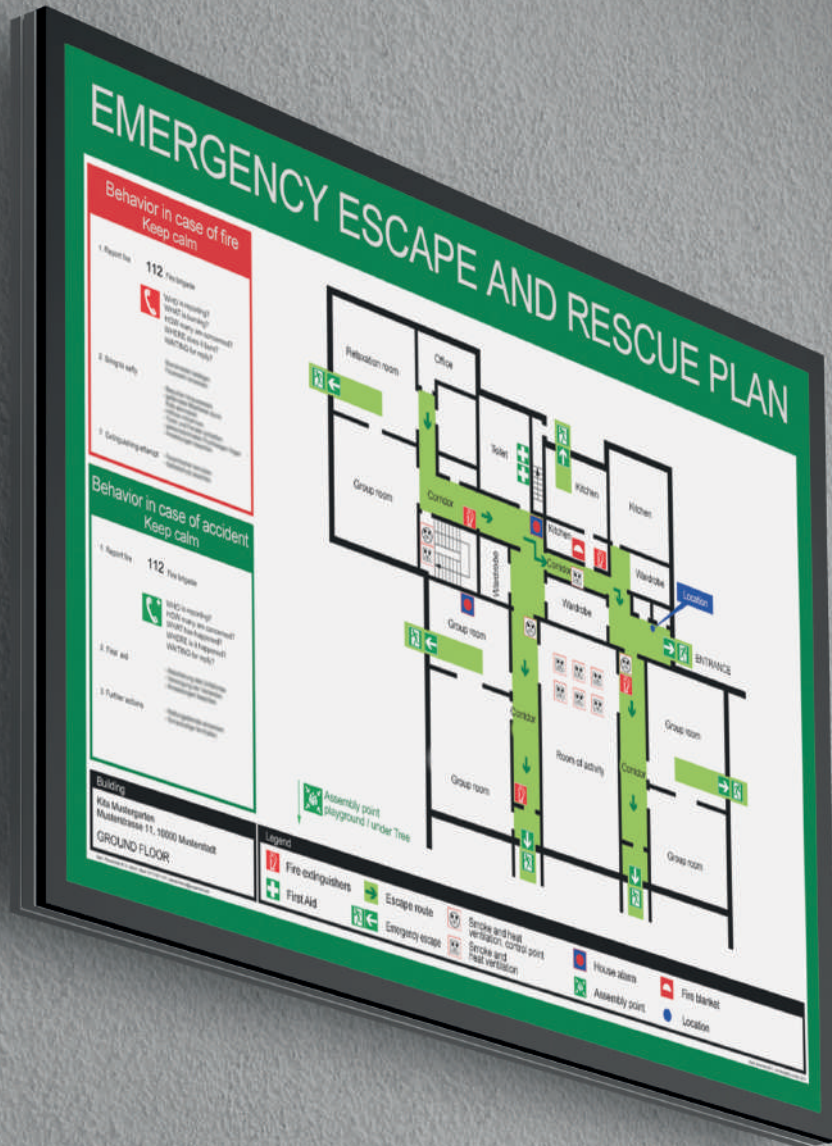 EMERGENCY ESCAPE AND RESCUE PLAN
Behavior in case of fire
Keep calm
1. Report fire
112 Fire brigade
WHO is reporting?
WHAT is burning?
HOW many are concerned?
WHERE does it burn?
WAITING for reply?
2. Bring to safty
3. Extinguishing attempt
Behavior in case of accident
Keep calm
1. Report fire
112 Fire brigade
WHO is reporting?
HOW many are concerned?
WHAT has happened?
WHERE is it happened?
WAITING for reply?
2. First aid
3. Further actions
Building
Kita Mustergarten
Musterstrasse 11, 10000 Musterstadt
GROUND FLOOR
Relaxation room
Office
Toilet
Kitchen
Kitchen
Group room
Corridor
Kitchen
Wardrobe
Corridor
Wardrobe
Wardrobe
Location
Group room
ENTRANCE
Corridor
Room of activity
Corridor
Group room
Group room
Group room
Assembly point
playground / under Tree
Legend
Fire extinguishers
First Aid
Escape route
Emergency escape
Smoke and heat
ventilation, control point
Smoke and
heat ventilation
House alarm
Assembly point
Fire blanket
Location